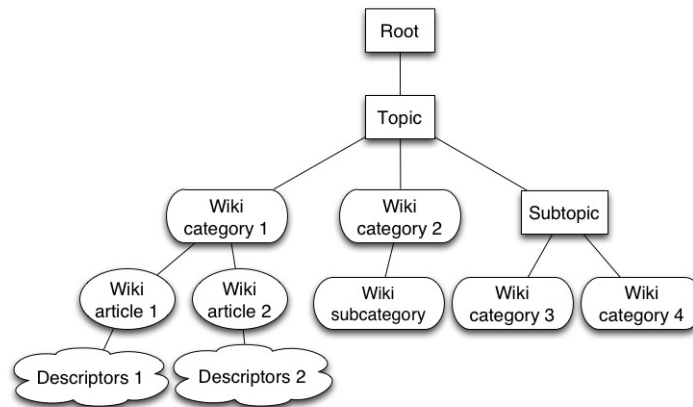 Root
Topic
Wiki
category 1
Wiki
category 2
Subtopic
Wiki
article 1
Wiki
article 2
Wiki
subcategory
Wiki
category 3
Wiki
category 4
Descriptors 1
Descriptors 2